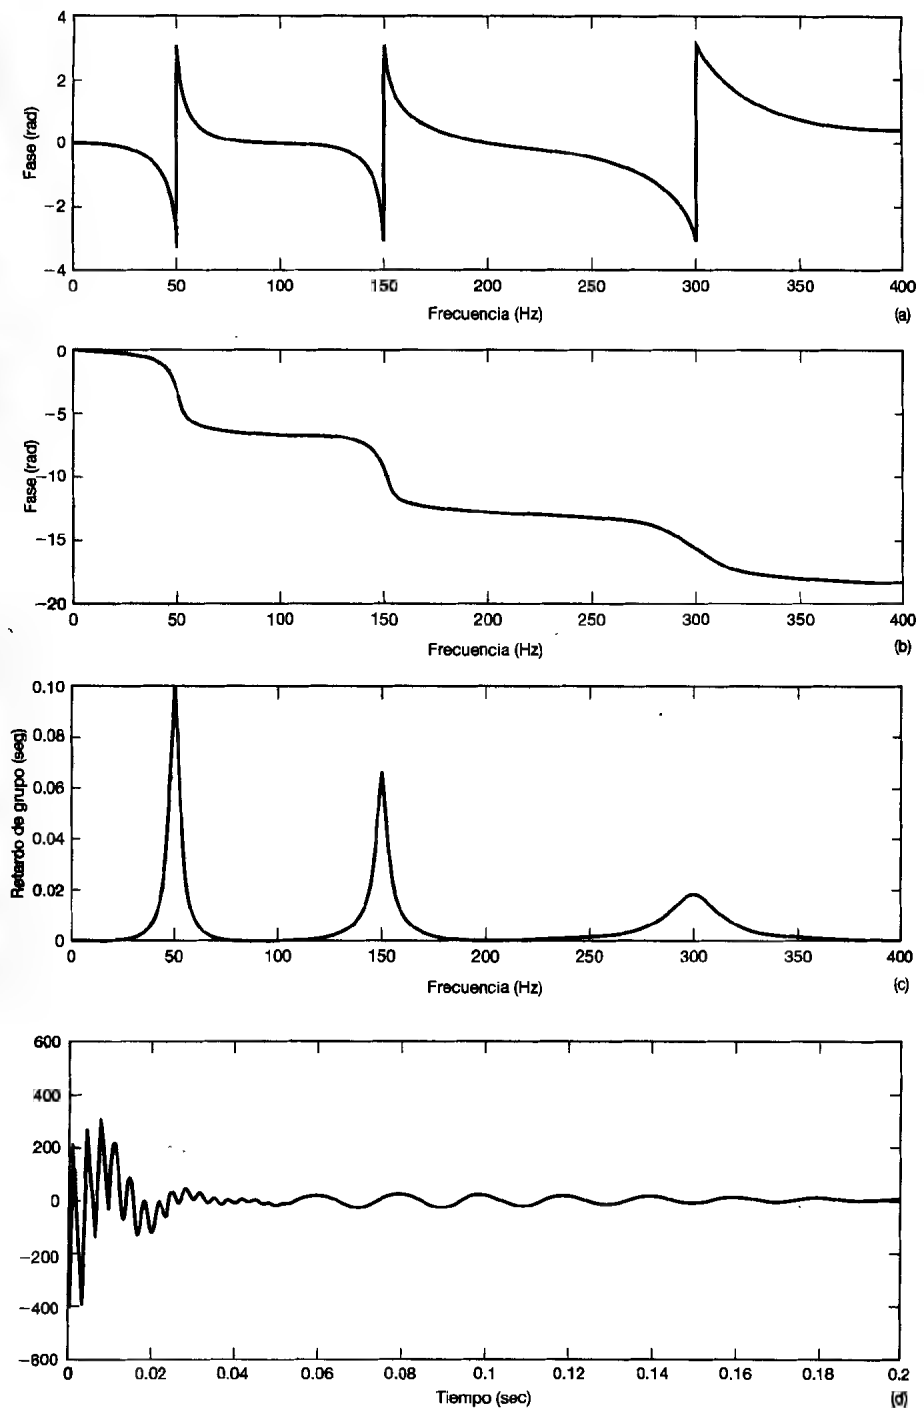 4
2
0
−2
−4
Fase (rad)
0 50 100 150 200 250 300 350 400
Frecuencia (Hz)
(a)
0
−5
−10
−15
−20
Fase (rad)
0 50 100 150 200 250 300 350 400
Frecuencia (Hz)
(b)
0.10
0.08
0.06
0.04
0.02
0
Retardo de grupo (seg)
0 50 100 150 200 250 300 350 400
Frecuencia (Hz)
(c)
600
400
200
0
−200
−400
−600
0 0.02 0.04 0.06 0.08 0.1 0.12 0.14 0.16 0.18 0.2
Tiempo (sec)
(d)